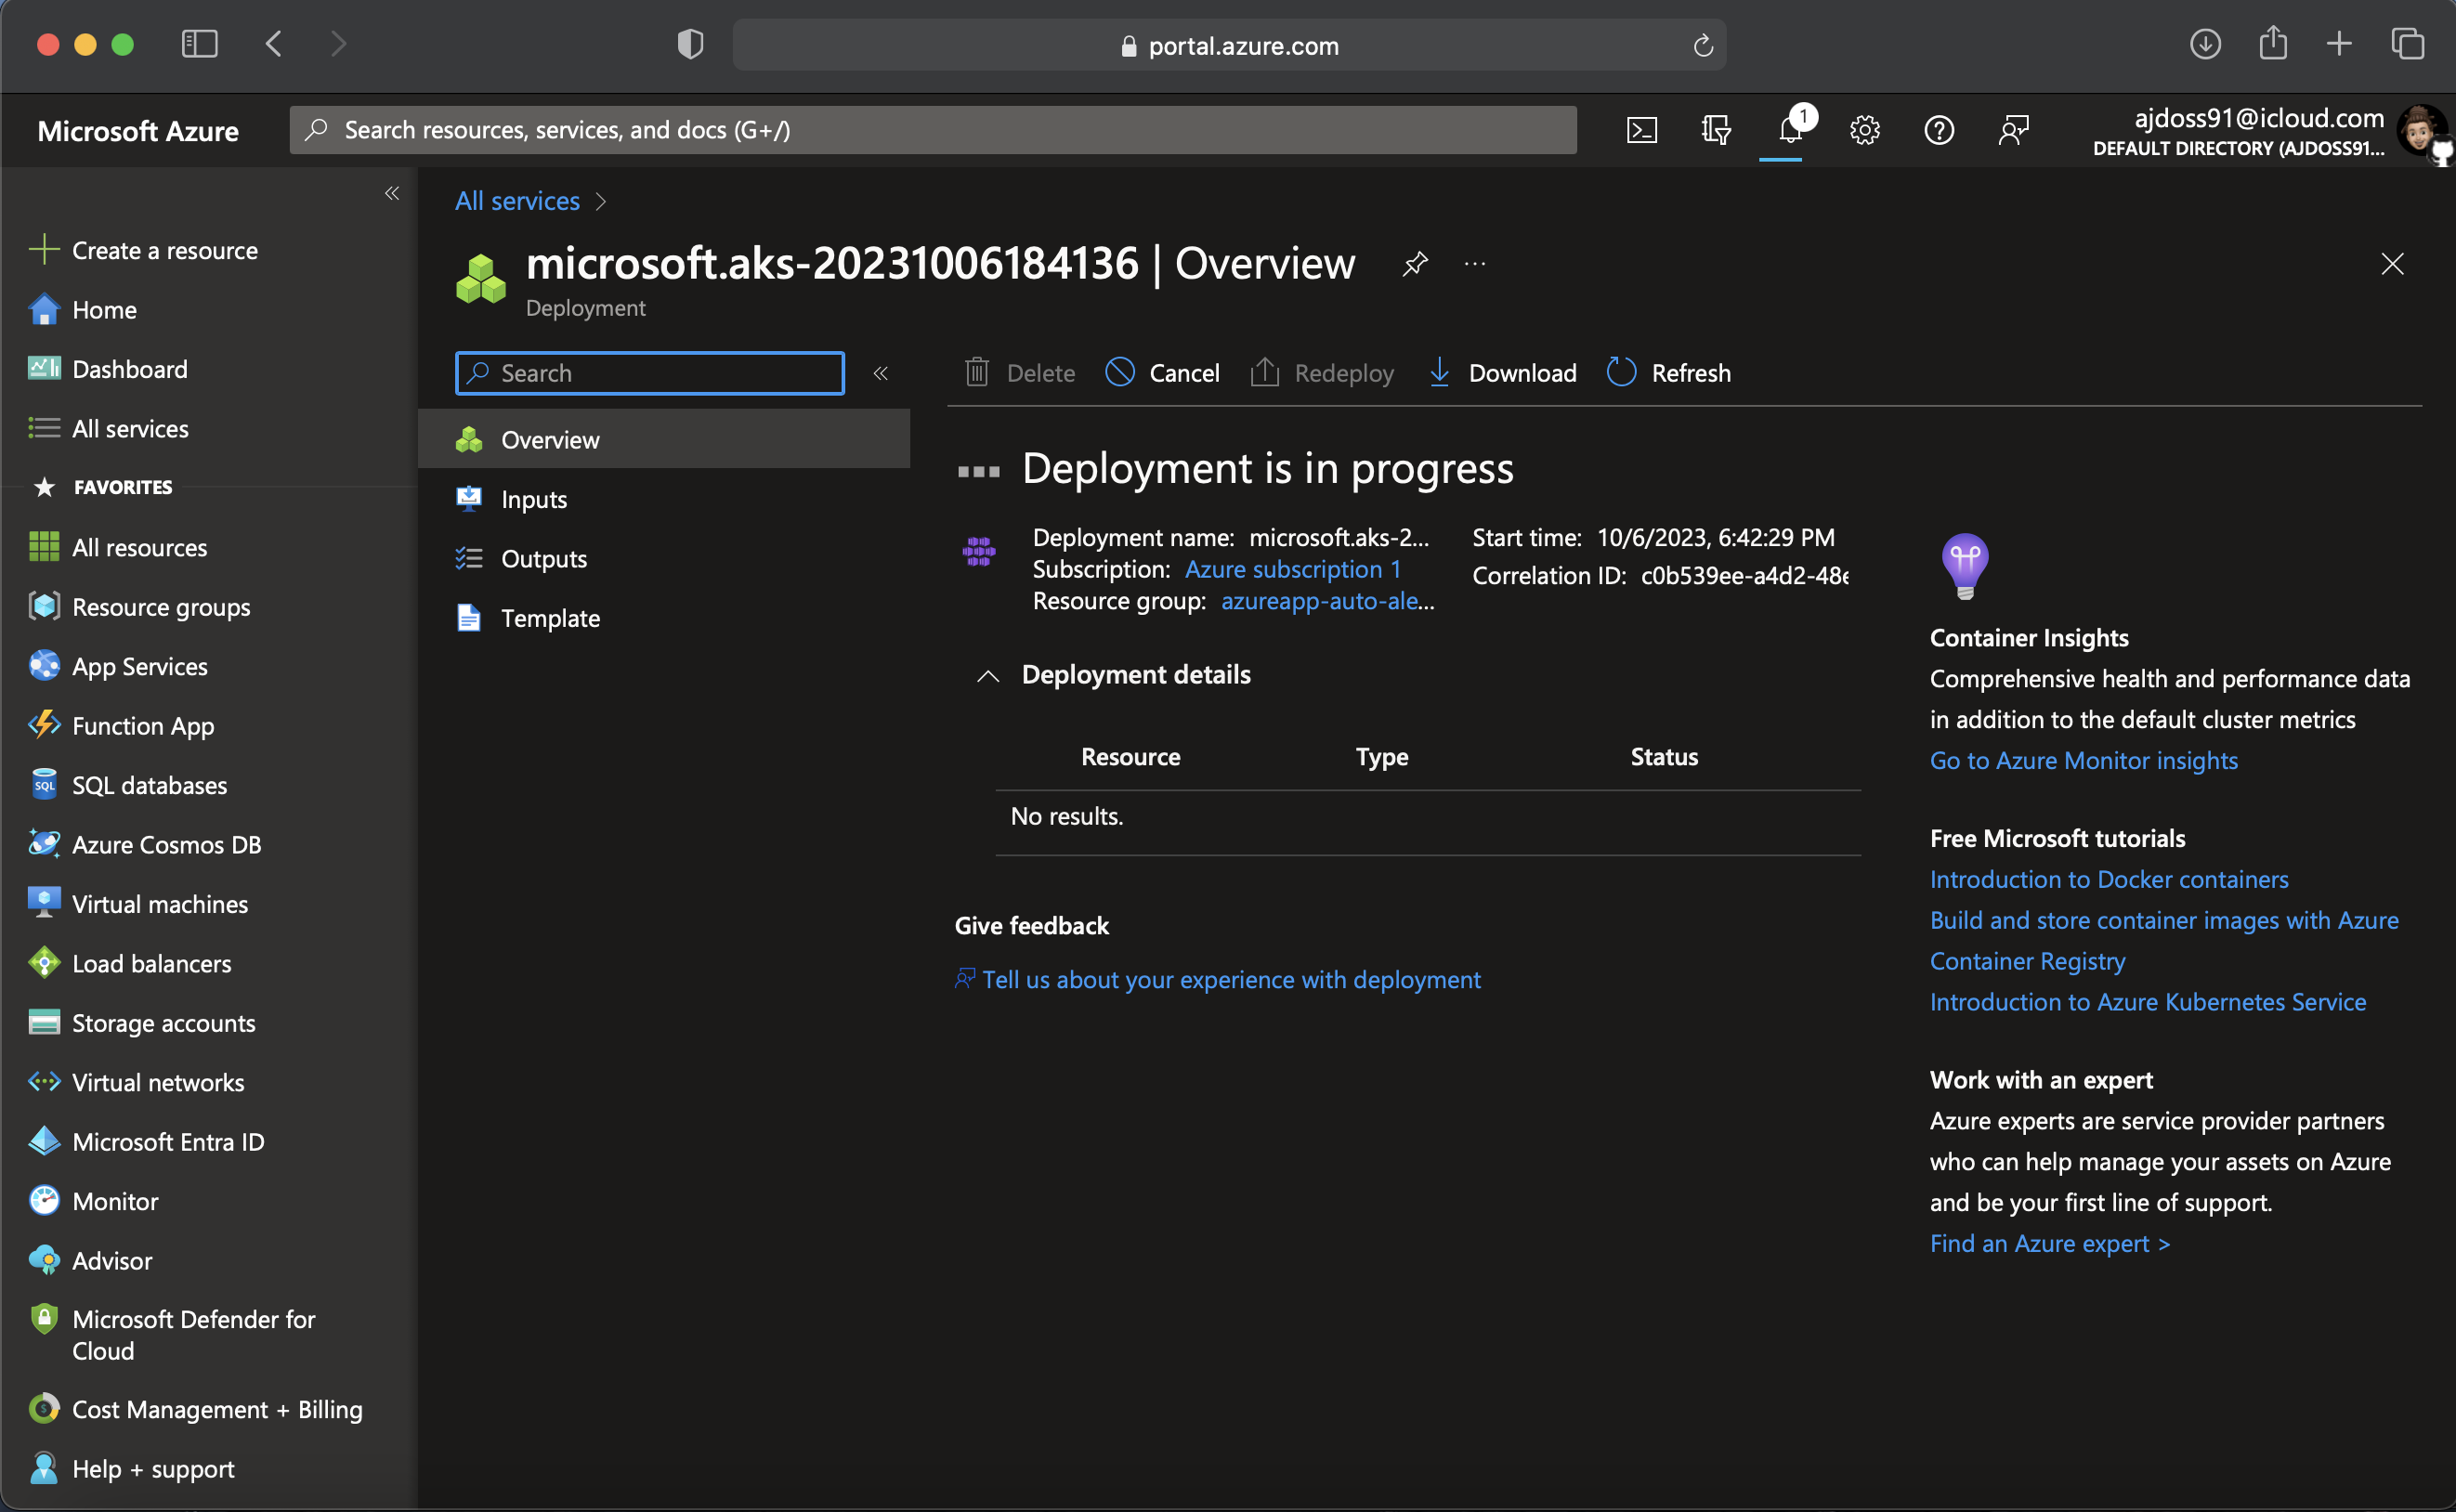 portal.azure.com
Microsoft Azure
Search resources, services, and docs (G+/)
1
ajdoss91@icloud.com
DEFAULT DIRECTORY (AJDOSS91...
Create a resource
Home
Dashboard
All services
FAVORITES
All resources
Resource groups
App Services
Function App
SQL databases
SQL
Azure Cosmos DB
Virtual machines
Load balancers
Storage accounts
Virtual networks
Microsoft Entra ID
Monitor
Advisor
Microsoft Defender for
Cloud
Cost Management + Billing
Help + support
All services
microsoft.aks-20231006184136 | Overview
Deployment
Search
Overview
Inputs
Outputs
Template
Delete
Cancel
Redeploy
Download
Refresh
Deployment is in progress
Deployment name: microsoft.aks-2...
Subscription: Azure subscription 1
Resource group: azureapp-auto-ale...
Start time: 10/6/2023, 6:42:29 PM
Correlation ID: c0b539ee-a4d2-48e
Deployment details
Resource Type Status
No results.
Give feedback
Tell us about your experience with deployment
Container Insights
Comprehensive health and performance data
in addition to the default cluster metrics
Go to Azure Monitor insights
Free Microsoft tutorials
Introduction to Docker containers
Build and store container images with Azure
Container Registry
Introduction to Azure Kubernetes Service
Work with an expert
Azure experts are service provider partners
who can help manage your assets on Azure
and be your first line of support.
Find an Azure expert >